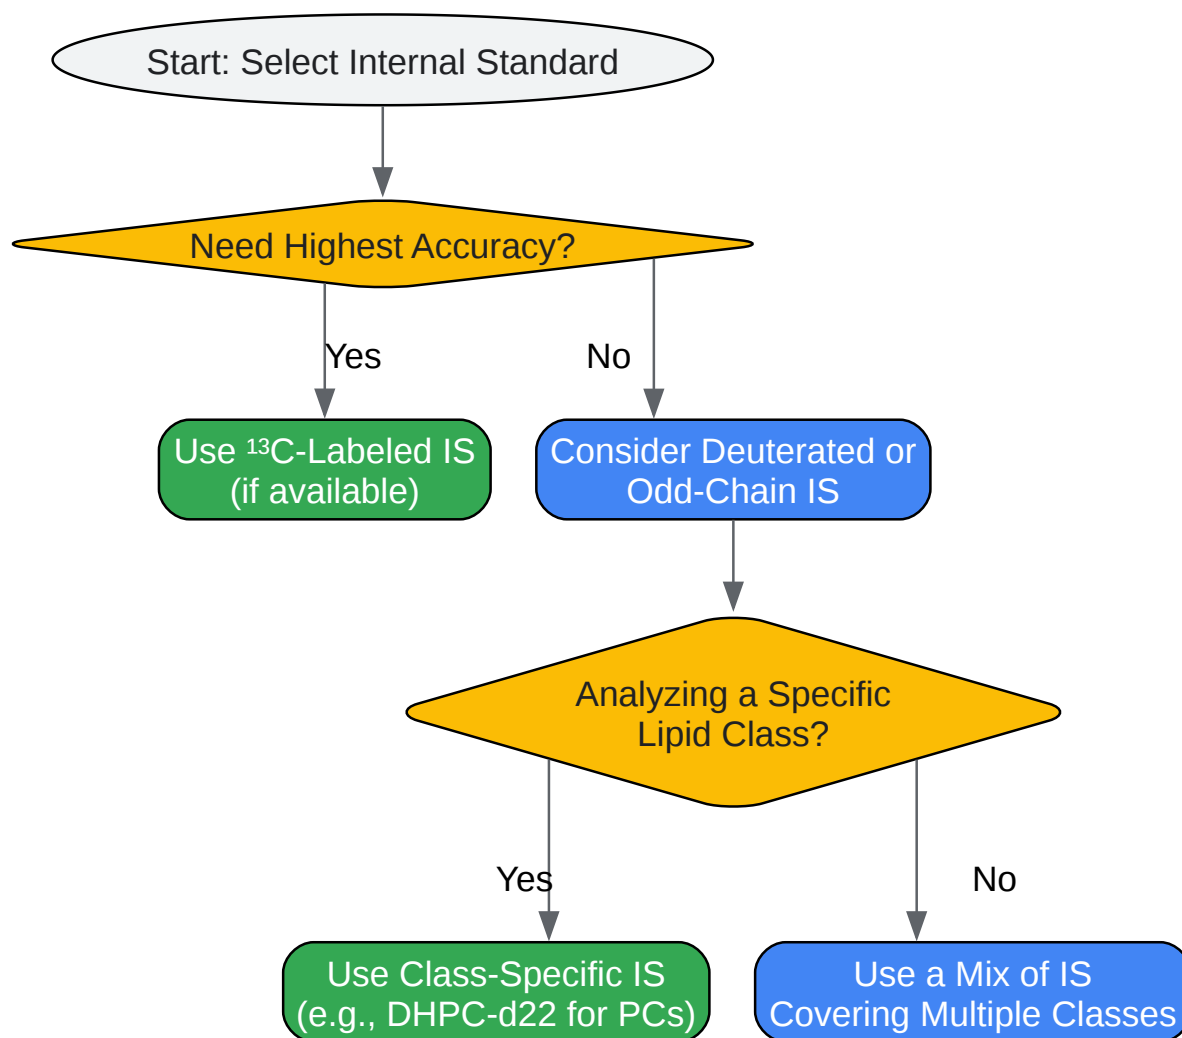 Start: Select Internal Standard
Need Highest Accuracy?
Yes
No
Use ¹³C-Labeled IS
(if available)
Consider Deuterated or
Odd-Chain IS
Analyzing a Specific
Lipid Class?
Yes
No
Use Class-Specific IS
(e.g., DHPC-d22 for PCs)
Use a Mix of IS
Covering Multiple Classes